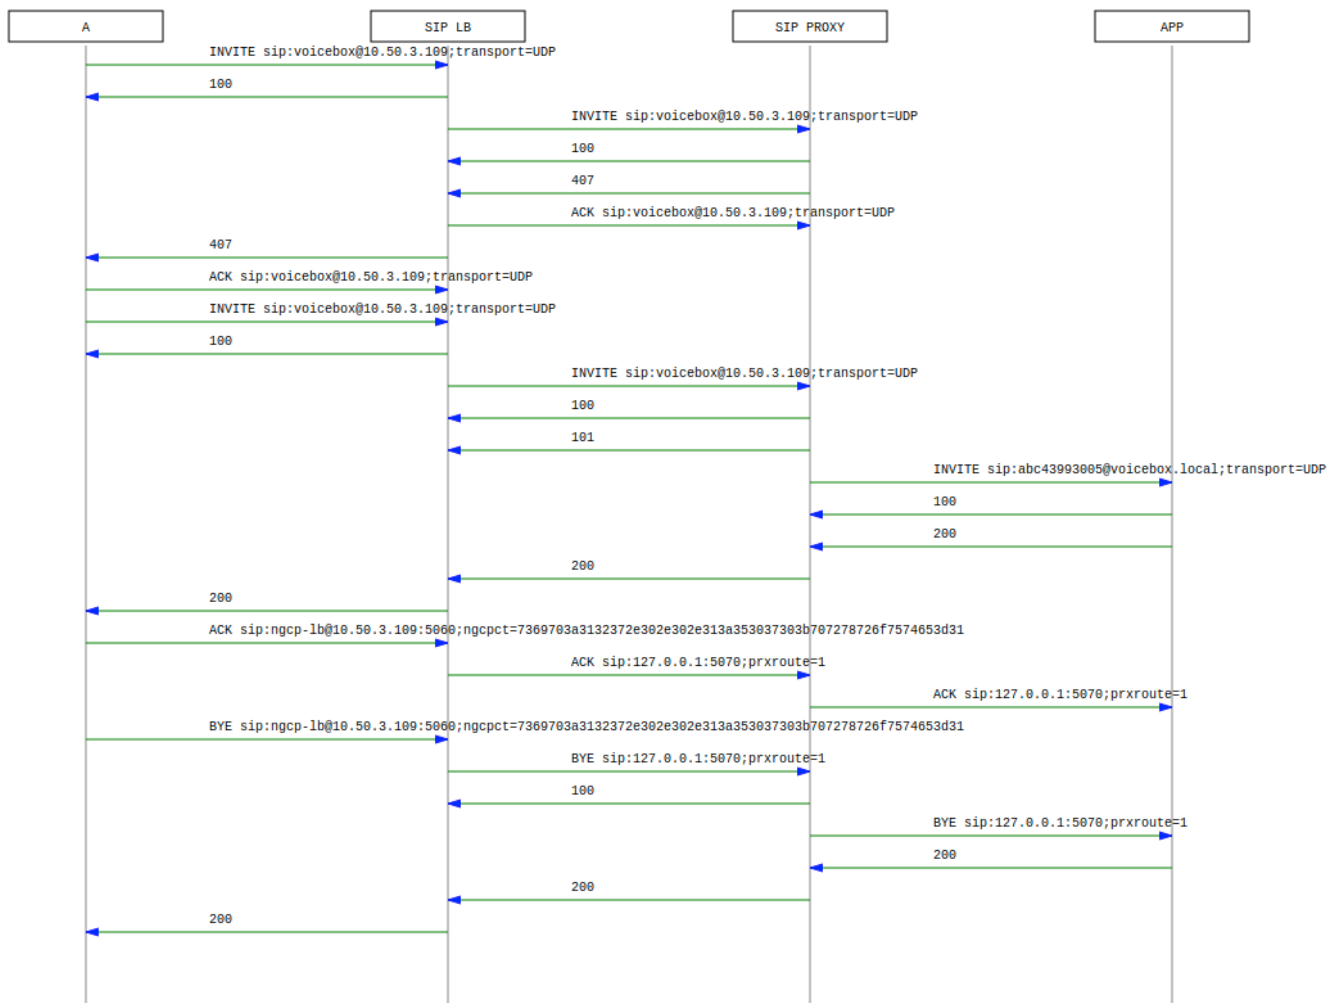 A
SIP LB
SIP PROXY
APP
INVITE sip:voicebox@10.50.3.109;transport=UDP
100
INVITE sip:voicebox@10.50.3.109;transport=UDP
100
407
ACK sip:voicebox@10.50.3.109;transport=UDP
407
ACK sip:voicebox@10.50.3.109;transport=UDP
INVITE sip:voicebox@10.50.3.109;transport=UDP
100
INVITE sip:voicebox@10.50.3.109;transport=UDP
100
101
INVITE sip:abc43993005@voicebox.local;transport=UDP
100
200
200
200
ACK sip:ngcp-lb@10.50.3.109:5060;ngcpct=7369703a3132372e302e302e313a353037303b707278726f7574653d31
ACK sip:127.0.0.1:5070;prxroute=1
ACK sip:127.0.0.1:5070;prxroute=1
BYE sip:ngcp-lb@10.50.3.109:5060;ngcpct=7369703a3132372e302e302e313a353037303b707278726f7574653d31
BYE sip:127.0.0.1:5070;prxroute=1
100
BYE sip:127.0.0.1:5070;prxroute=1
200
200
200